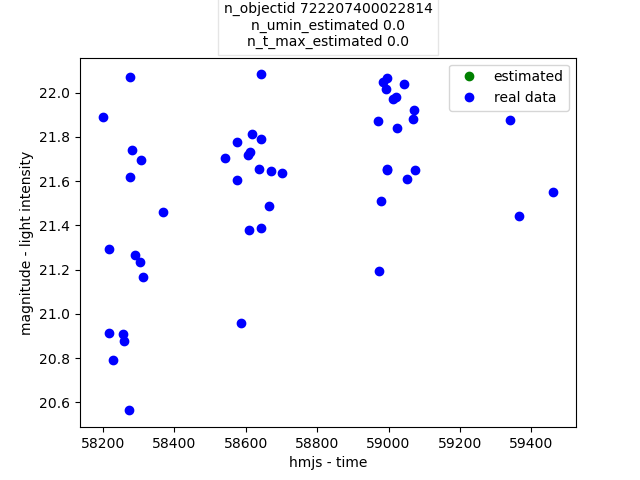 n_objectid 722207400022814
n_umin_estimated 0.0
n_t_max_estimated 0.0
estimated
real data
22.0
21.8
21.6
21.4
21.2
21.0
20.8
20.6
magnitude - light intensity
58200 58400 58600 58800 59000 59200 59400
hmjs - time